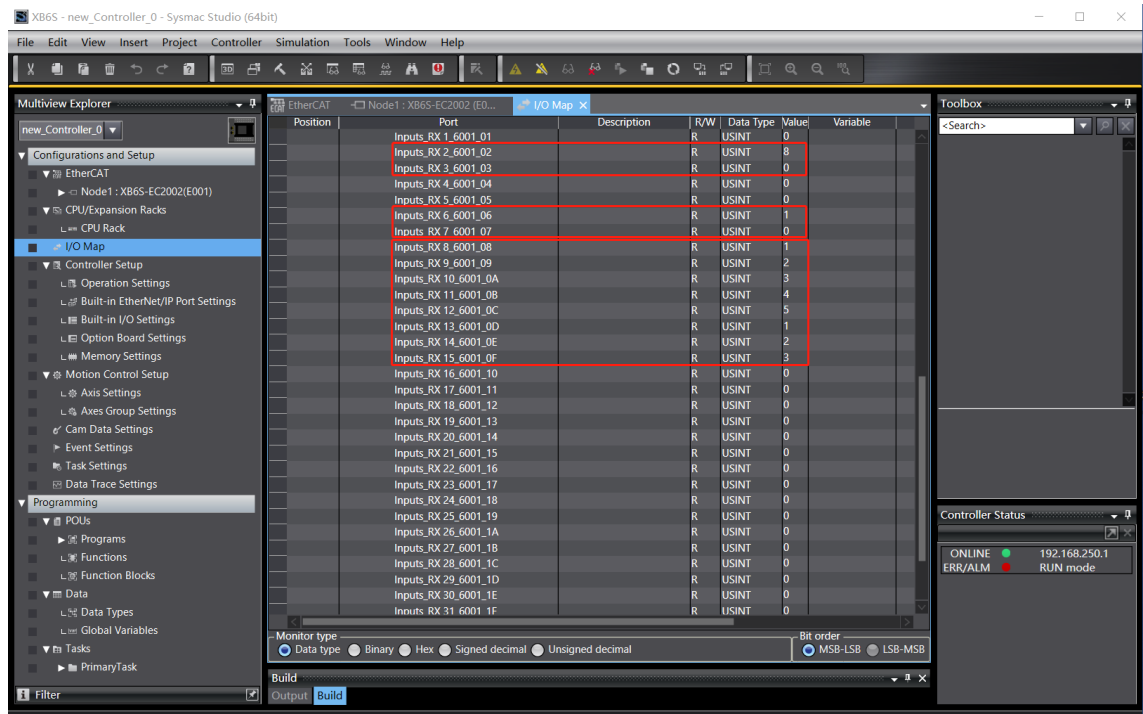 XB6S - new_Controller_0 - Sysmac Studio (64bit)
File Edit View Insert Project Controller Simulation Tools Window Help
Multiview Explorer
new_Controller_0
Configurations and Setup
EtherCAT
Node1 : XB6S-EC2002(E001)
CPU/Expansion Racks
CPU Rack
I/O Map
Controller Setup
Operation Settings
Built-in EtherNet/IP Port Settings
Built-in I/O Settings
Option Board Settings
Memory Settings
Motion Control Setup
Axis Settings
Axes Group Settings
Cam Data Settings
Event Settings
Task Settings
Data Trace Settings
Programming
POUs
Programs
Functions
Function Blocks
Data
Data Types
Global Variables
Tasks
PrimaryTask
Filter
EtherCAT Node1 : XB6S-EC2002 (E0... I/O Map
Position Port Description R/W Data Type Value Variable
Inputs_RX 1_6001_01 R USINT 0
Inputs_RX 2_6001_02 R USINT 8
Inputs_RX 3_6001_03 R USINT 0
Inputs_RX 4_6001_04 R USINT 0
Inputs_RX 5_6001_05 R USINT 0
Inputs_RX 6_6001_06 R USINT 1
Inputs_RX 7_6001_07 R USINT 0
Inputs_RX 8_6001_08 R USINT 1
Inputs_RX 9_6001_09 R USINT 2
Inputs_RX 10_6001_0A R USINT 3
Inputs_RX 11_6001_0B R USINT 4
Inputs_RX 12_6001_0C R USINT 5
Inputs_RX 13_6001_0D R USINT 1
Inputs_RX 14_6001_0E R USINT 2
Inputs_RX 15_6001_0F R USINT 3
Inputs_RX 16_6001_10 R USINT 0
Inputs_RX 17_6001_11 R USINT 0
Inputs_RX 18_6001_12 R USINT 0
Inputs_RX 19_6001_13 R USINT 0
Inputs_RX 20_6001_14 R USINT 0
Inputs_RX 21_6001_15 R USINT 0
Inputs_RX 22_6001_16 R USINT 0
Inputs_RX 23_6001_17 R USINT 0
Inputs_RX 24_6001_18 R USINT 0
Inputs_RX 25_6001_19 R USINT 0
Inputs_RX 26_6001_1A R USINT 0
Inputs_RX 27_6001_1B R USINT 0
Inputs_RX 28_6001_1C R USINT 0
Inputs_RX 29_6001_1D R USINT 0
Inputs_RX 30_6001_1E R USINT 0
Inputs_RX 31_6001_1F R USINT 0
Monitor type
Data type Binary Hex Signed decimal Unsigned decimal
Bit order
MSB-LSB LSB-MSB
Build
Output Build
Toolbox
<Search>
Controller Status
ONLINE 192.168.250.1
ERR/ALM RUN mode